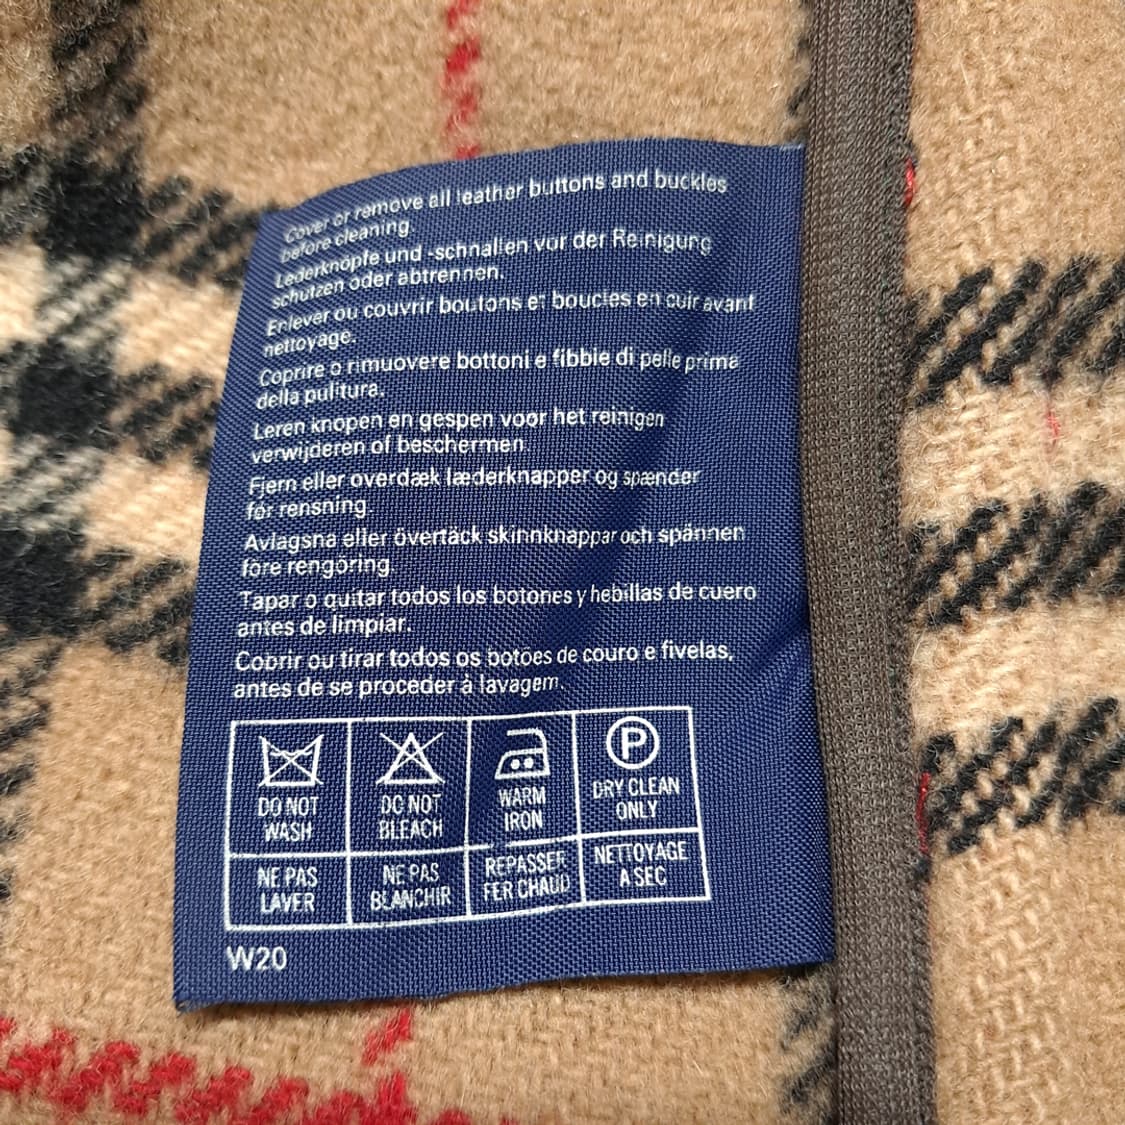 Cover or remove all leather buttons and buckles
before cleaning
Lederknöpfe und -schnallen vor der Reinigung
schützen oder abtrennen.
Enlever ou couvrir boutons et boucles en cuir avant
nettoyage.
Coprire o rimuovere bottoni e fibbie di pelle prima
della pulitura.
Leren knopen en gespen voor het reinigen
verwijderen of beschermen
Fjern eller overdæk læderknapper og spænder
før rensning.
Avlagsna eller övertäck skinnknappar och spännen
före rengöring.
Tapar o quitar todos los botones y hebillas de cuero
antes de limpiar.
Cobrir ou tirar todos os botões de couro e fivelas,
antes de se proceder à lavagem.
P
DO NOT DO NOT WARM DRY CLEAN
WASH BLEACH IRON ONLY
NE PAS NE PAS REPASSER NETTOYAGE
LAVER BLANCHIR FER CHAUD A SEC
W20